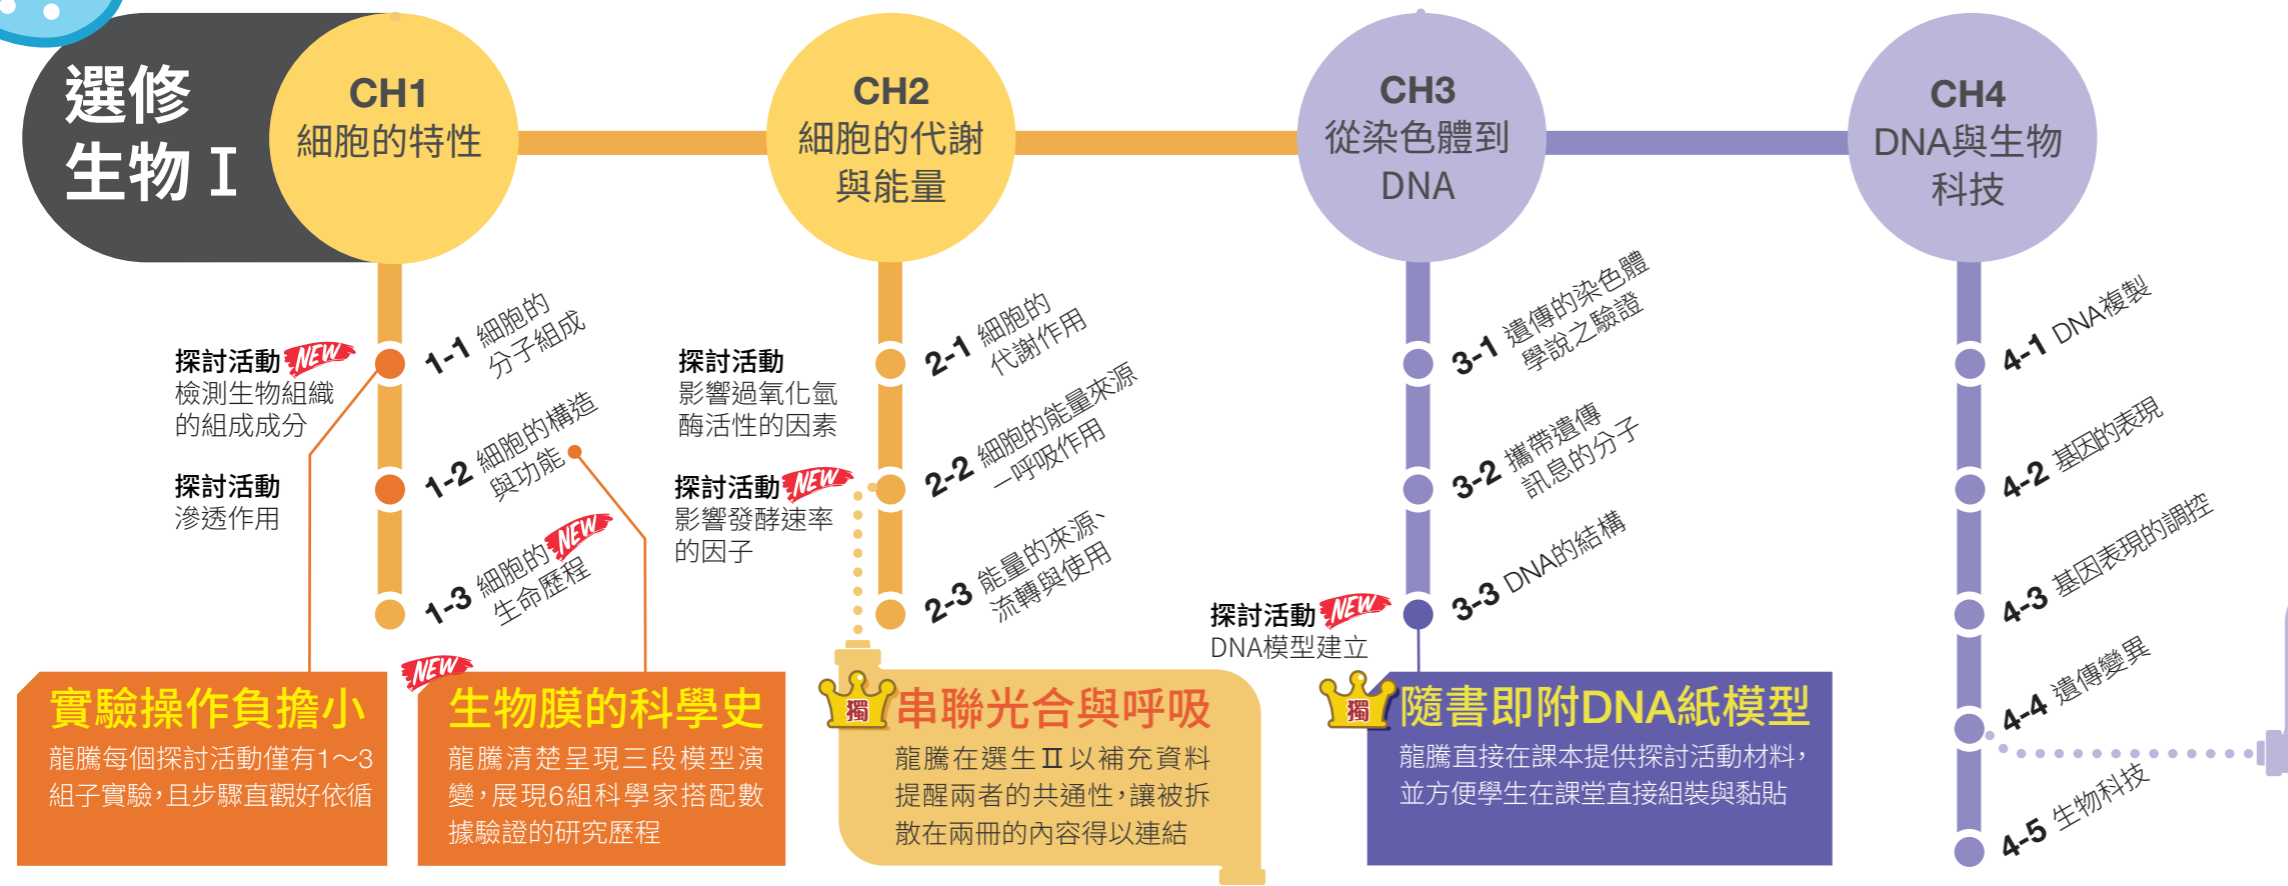 選修
生物Ⅰ
CH1
細胞的特性
探討活動 NEW
檢測生物組織
的組成成分
探討活動
滲透作用
1-1 細胞的
分子組成
1-2 細胞的構造
與功能
1-3 細胞的 NEW
生命歷程
CH2
細胞的代謝
與能量
探討活動
影響過氧化氫
酶活性的因素
探討活動 NEW
影響發酵速率
的因子
2-1 細胞的
代謝作用
2-2 細胞的能量來源
—呼吸作用
2-3 能量的來源、
流轉與使用
CH3
從染色體到
DNA
3-1 遺傳的染色體
學說之驗證
3-2 攜帶遺傳
訊息的分子
3-3 DNA的結構
探討活動 NEW
DNA模型建立
CH4
DNA與生物
科技
4-1 DNA複製
4-2 基因的表現
4-3 基因表現的調控
4-4 遺傳變異
4-5 生物科技
實驗操作負擔小
龍騰每個探討活動僅有1～3
組子實驗，且步驟直觀好依循
NEW
生物膜的科學史
龍騰清楚呈現三段模型演
變，展現6組科學家搭配數
據驗證的研究歷程
獨 串聯光合與呼吸
龍騰在選生Ⅱ以補充資料
提醒兩者的共通性，讓被拆
散在兩冊的內容得以連結
獨 隨書即附DNA紙模型
龍騰直接在課本提供探討活動材料，
並方便學生在課堂直接組裝與黏貼